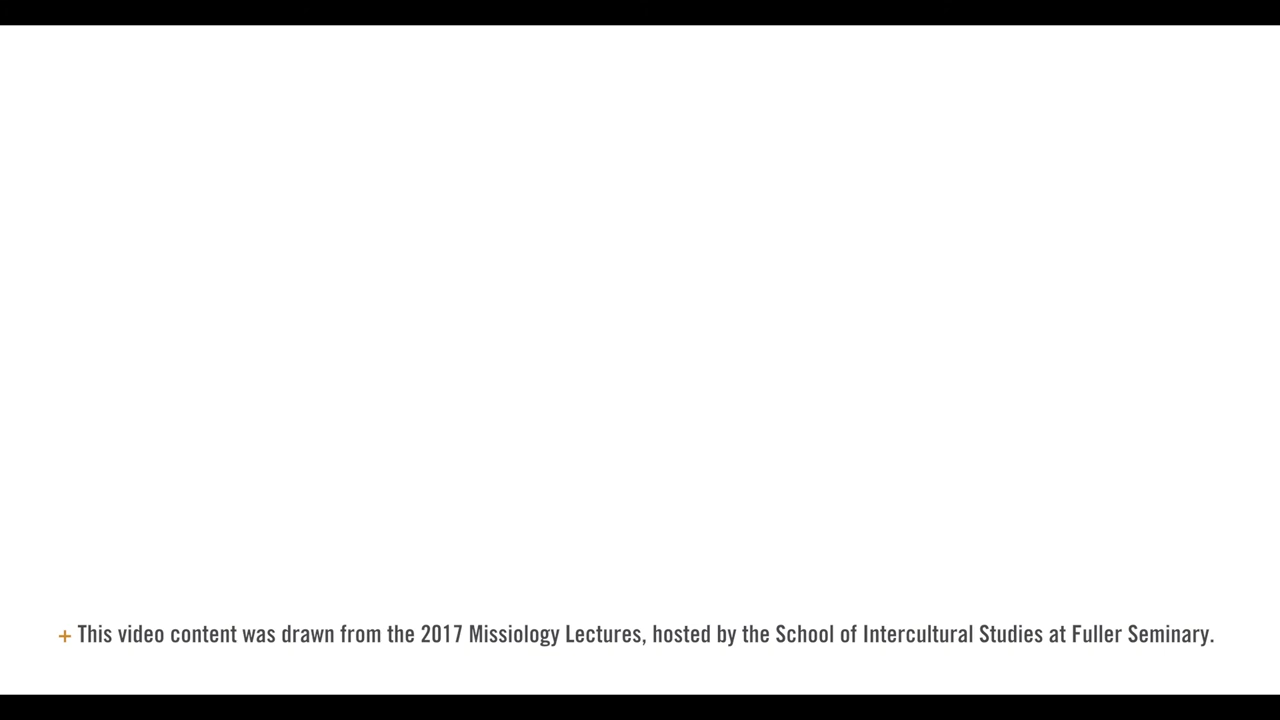 + This video content was drawn from the 2017 Missiology Lectures, hosted by the School of Intercultural Studies at Fuller Seminary.